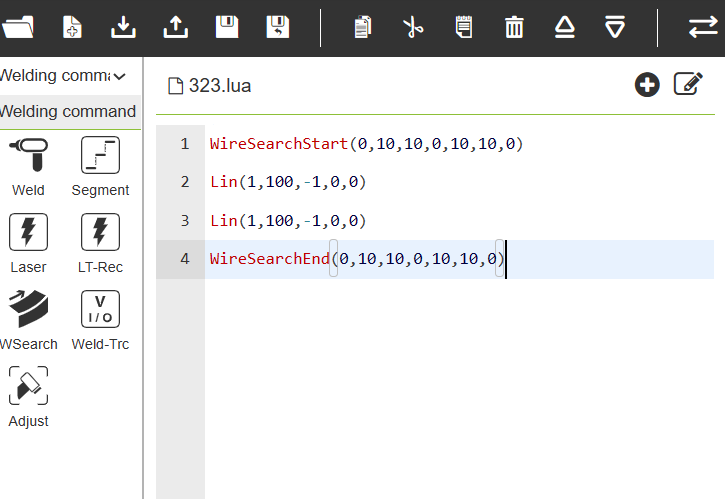 Welding comma
Welding command
Weld
Segment
Laser
LT-Rec
V
I/O
WSearch
Weld-Trc
Adjust
323.lua
1 WireSearchStart(0,10,10,0,10,10,0)
2 Lin(1,100,-1,0,0)
3 Lin(1,100,-1,0,0)
4 WireSearchEnd(0,10,10,0,10,10,0)